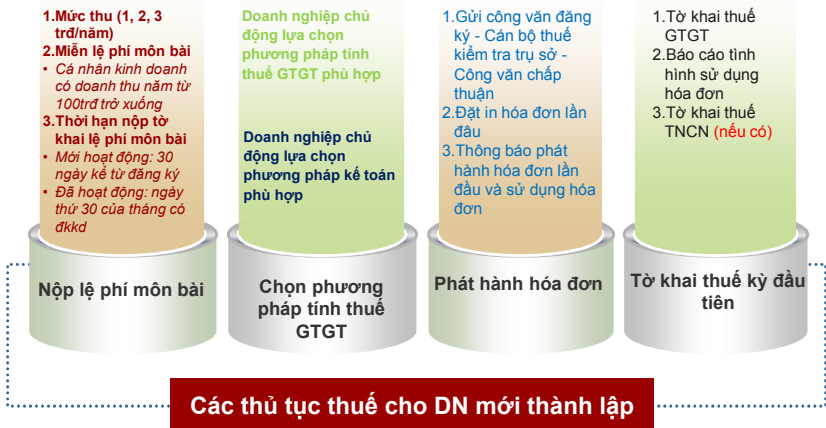 1.Mức thu (1, 2, 3
trđ/năm)
2.Miễn lệ phí môn bài
• Cá nhân kinh doanh
có doanh thu năm từ
100trđ trở xuống
3.Thời hạn nộp tờ
khai lệ phí môn bài
• Mới hoạt động: 30
ngày kể từ đăng ký
• Đã hoạt động: ngày
thứ 30 của tháng có
đkkd
Nộp lệ phí môn bài
Doanh nghiệp chủ
động lựa chọn
phương pháp tính
thuế GTGT phù hợp
Doanh nghiệp chủ
động lựa chọn
phương pháp kế toán
phù hợp
Chọn phương
pháp tính thuế
GTGT
1.Gửi công văn đăng
ký - Cán bộ thuế
kiểm tra trụ sở -
Công văn chấp
thuận
2.Đặt in hóa đơn lần
đâu
3.Thông báo phát
hành hóa đơn lần
đầu và sử dụng hóa
đơn
Phát hành hóa đơn
1.Tờ khai thuế
GTGT
2.Báo cáo tình
hình sử dụng
hóa đơn
3.Tờ khai thuế
TNCN (nếu có)
Tờ khai thuế kỳ đầu
tiên
Các thủ tục thuế cho DN mới thành lập